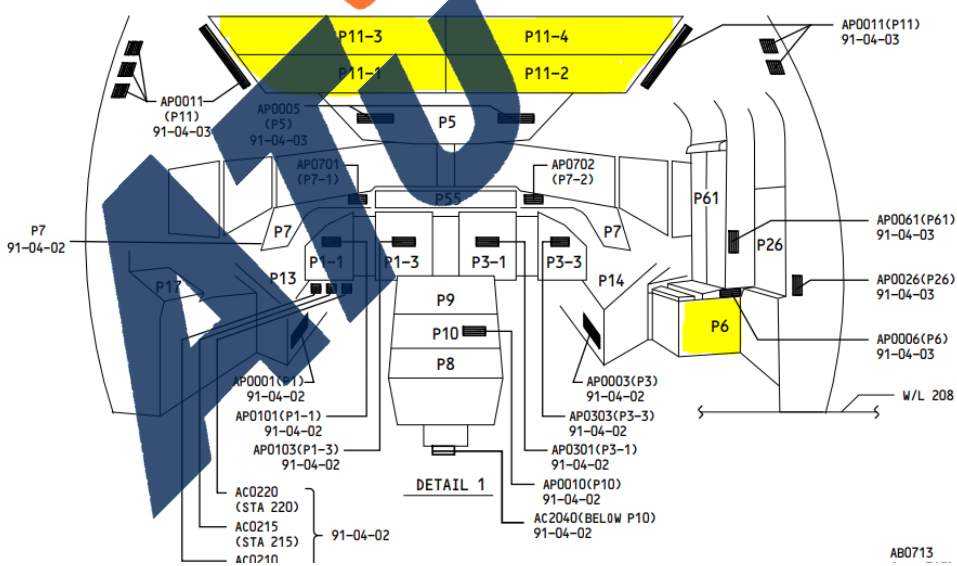 P11-3 P11-4
P11-1 P11-2
AP0011(P11)
91-04-03
AP0011
(P11)
91-04-03
AP0005
(P5)
91-04-03
P5
AP0701
(P7-1)
AP0702
(P7-2)
P55
P61
P7
91-04-02
P7
P7
P26
AP0061(P61)
91-04-03
P17
P13
P1-1
P1-3
P3-1
P3-3
P14
AP0026(P26)
91-04-03
P9
P10
P8
P6
AP0006(P6)
91-04-03
AP0001(P1)
91-04-02
AP0003(P3)
91-04-02
W/L 208
AP0101(P1-1)
91-04-02
AP0303(P3-3)
91-04-02
AP0103(P1-3)
91-04-02
AP0301(P3-1)
91-04-02
DETAIL 1
AP0010(P10)
91-04-02
AC0220
(STA 220)
AC2040(BELOW P10)
91-04-02
AC0215
(STA 215)
91-04-02
AC0210
AB0713
ATU